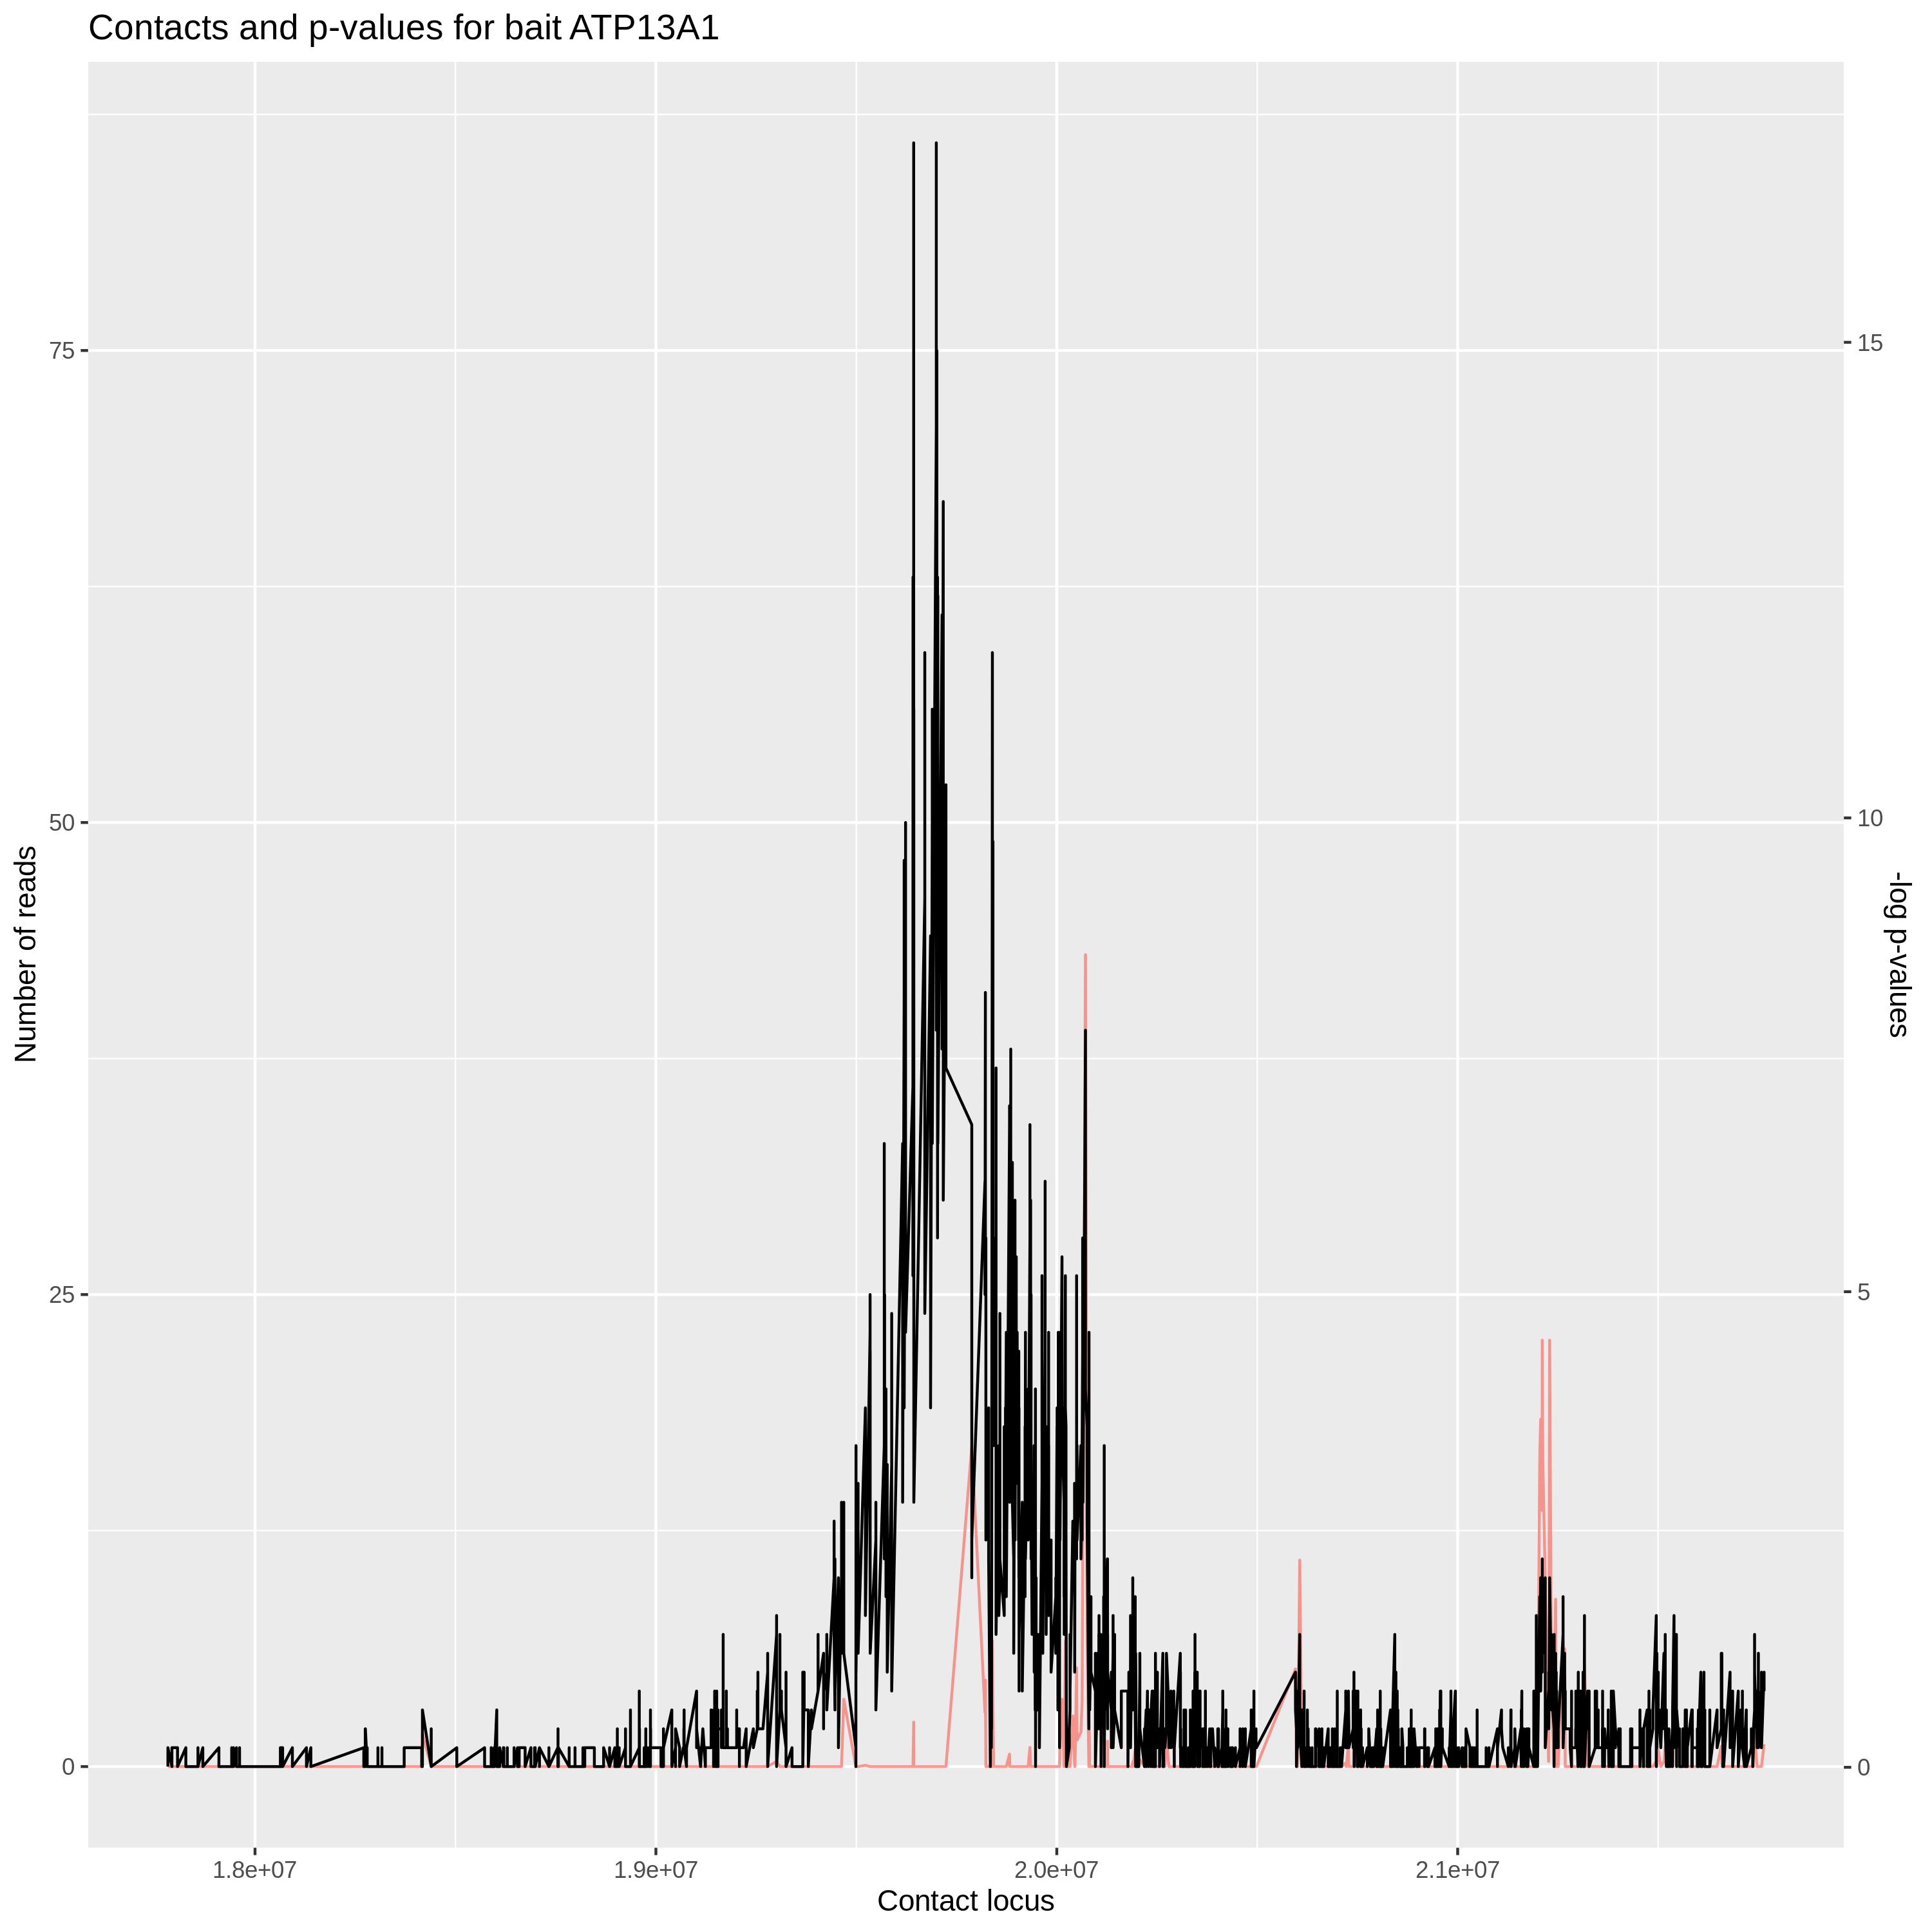 Contacts and p-values for bait ATP13A1
75
50
25
0
15
10
5
0
Number of reads
-log p-values
1.8e+07
1.9e+07
2.0e+07
2.1e+07
Contact locus